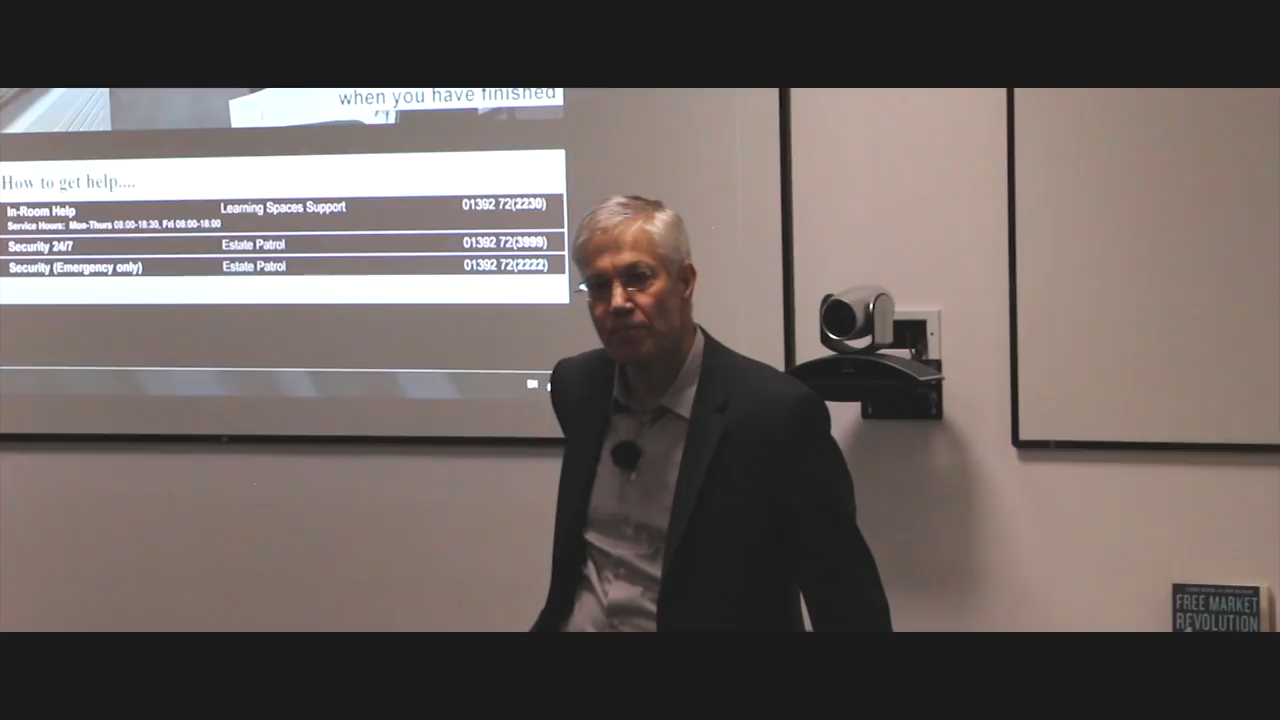 when you have finished
How to get help....
In-Room Help Learning Spaces Support 01392 72(2230)
Service Hours: Mon-Thurs 08:00-18:30, Fri 08:00-18:00
Security 24/7 Estate Patrol 01392 72(3999)
Security (Emergency only) Estate Patrol 01392 72(2222)
FREE MARKET
REVOLUTION